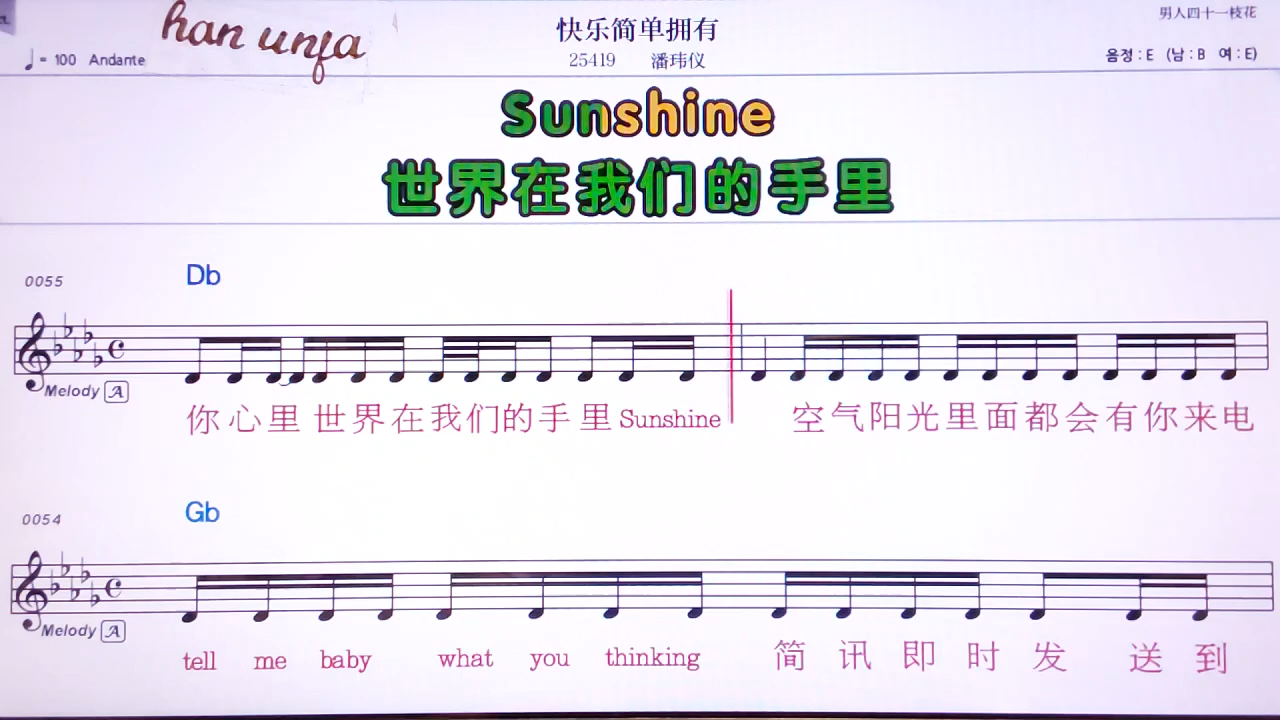 han unfa
快乐简单拥有
男人四十一枝花
♩= 100 Andante
25419 潘玮仪
음정 : E (남 : B 여 : E)
Sunshine
世界在我们的手里
0055
Db
Melody A
你心里世界在我们的手里Sunshine 空气阳光里面都会有你来电
0054
Gb
Melody A
tell me baby what you thinking 简讯即时发送到